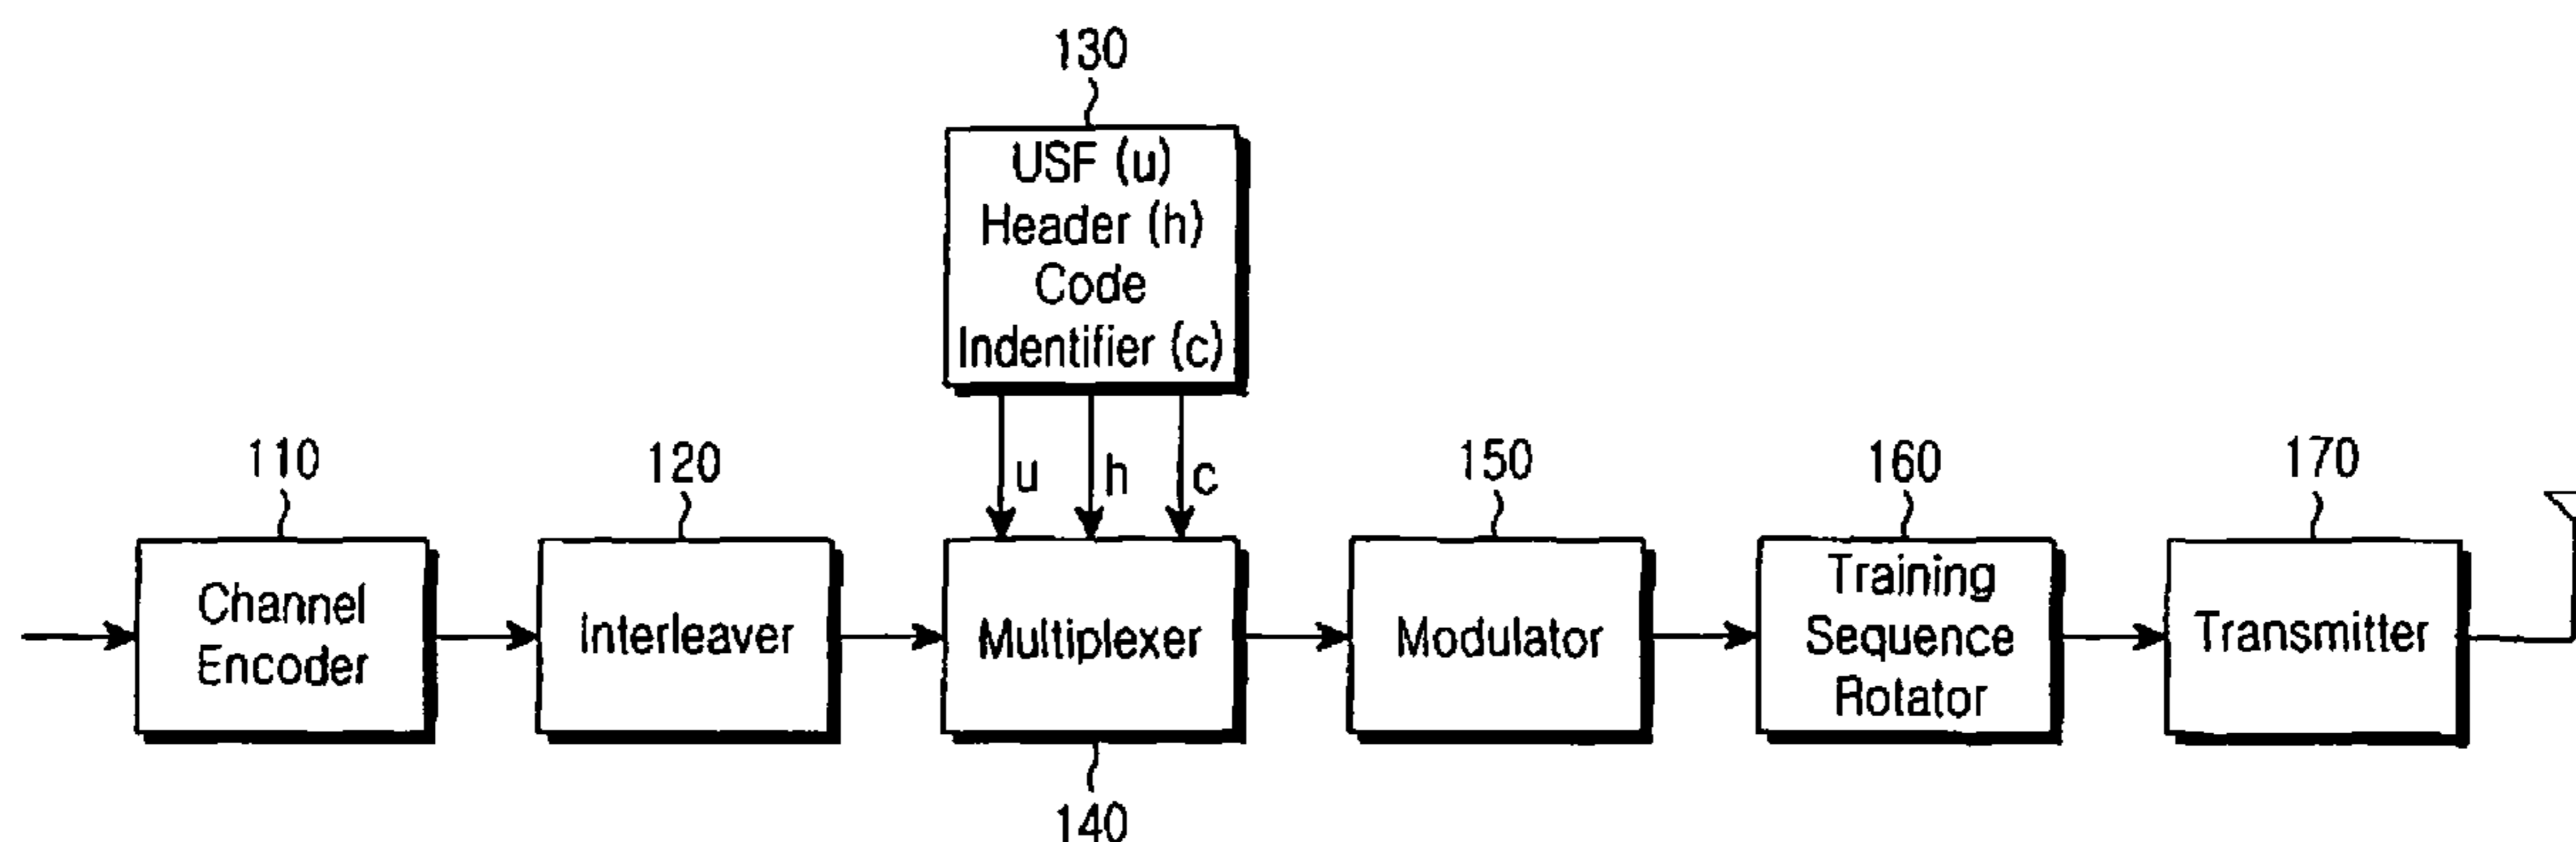 130
USF (u)
Header (h)
Code
Indentifier (c)
110
120
u
h
c
150
160
170
Channel
Encoder
Interleaver
Multiplexer
Modulator
Training
Sequence
Rotator
Transmitter
140